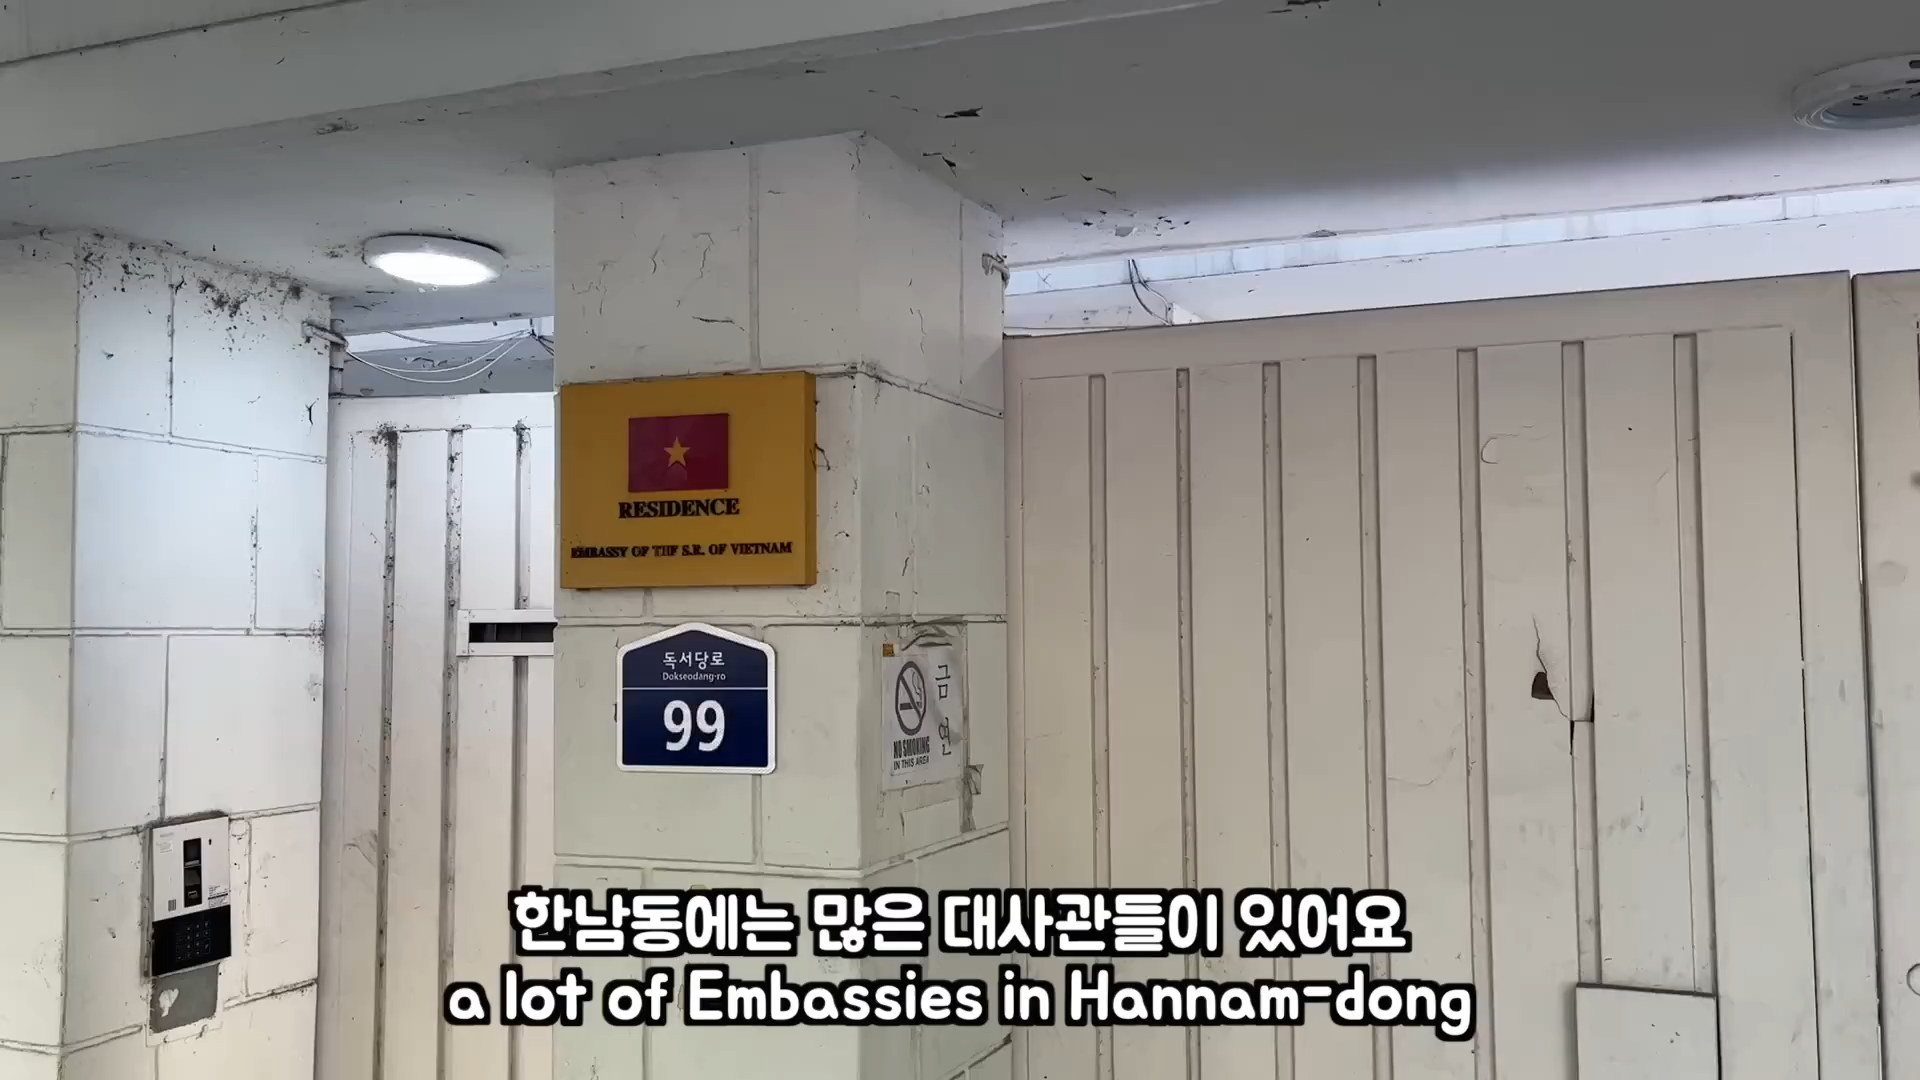 RESIDENCE
EMBASSY OF THE S.R. OF VIETNAM
독서당로
Dokseodang-ro
99
금연
NO SMOKING
IN THIS AREA
한남동에는 많은 대사관들이 있어요
a lot of Embassies in Hannam-dong